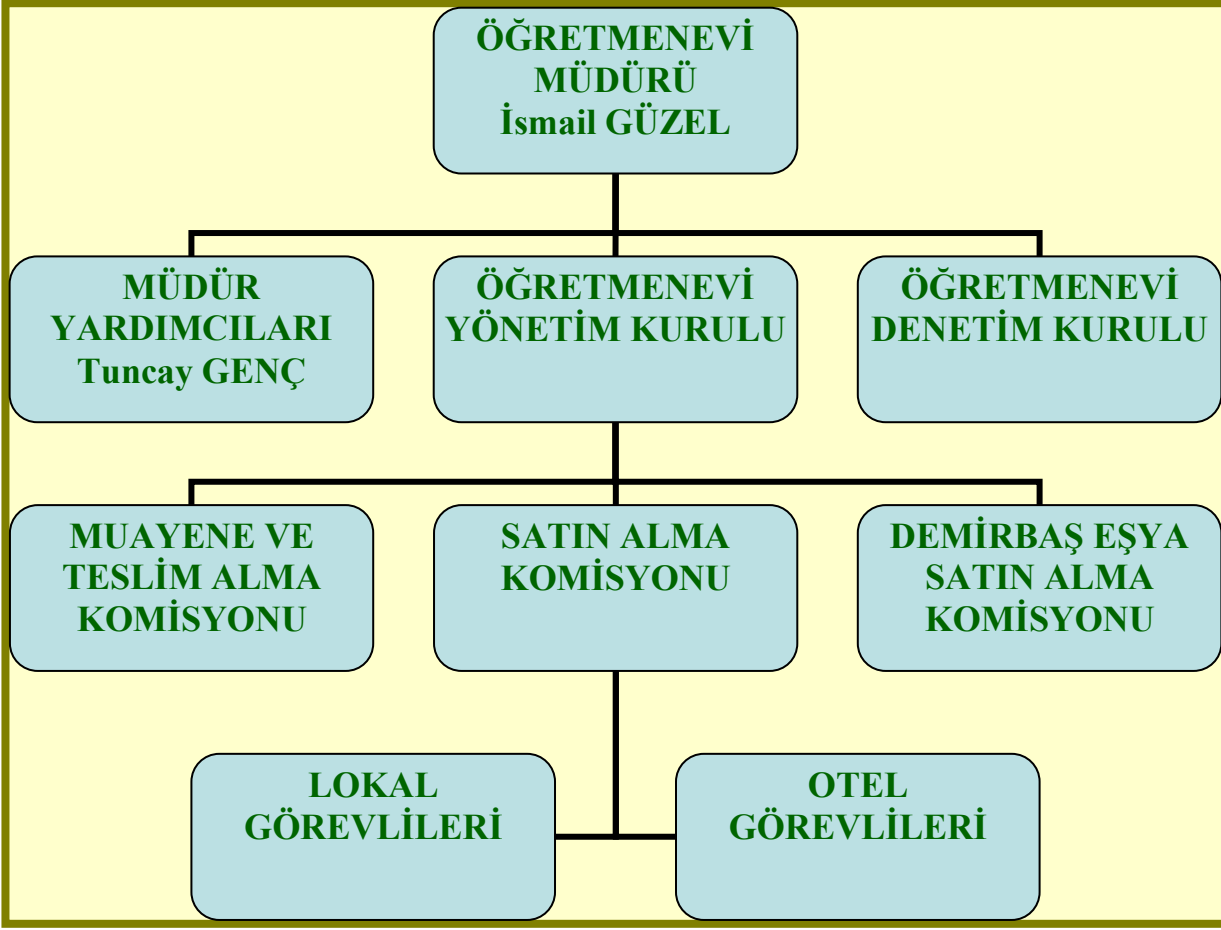 ÖĞRETMENEVİ
MÜDÜRÜ
İsmail GÜZEL
MÜDÜR
YARDIMCILARI
Tuncay GENÇ
ÖĞRETMENEVİ
YÖNETİM KURULU
ÖĞRETMENEVİ
DENETİM KURULU
MUAYENE VE
TESLİM ALMA
KOMİSYONU
SATIN ALMA
KOMİSYONU
DEMİRBAŞ EŞYA
SATIN ALMA
KOMİSYONU
LOKAL
GÖREVLİLERİ
OTEL
GÖREVLİLERİ